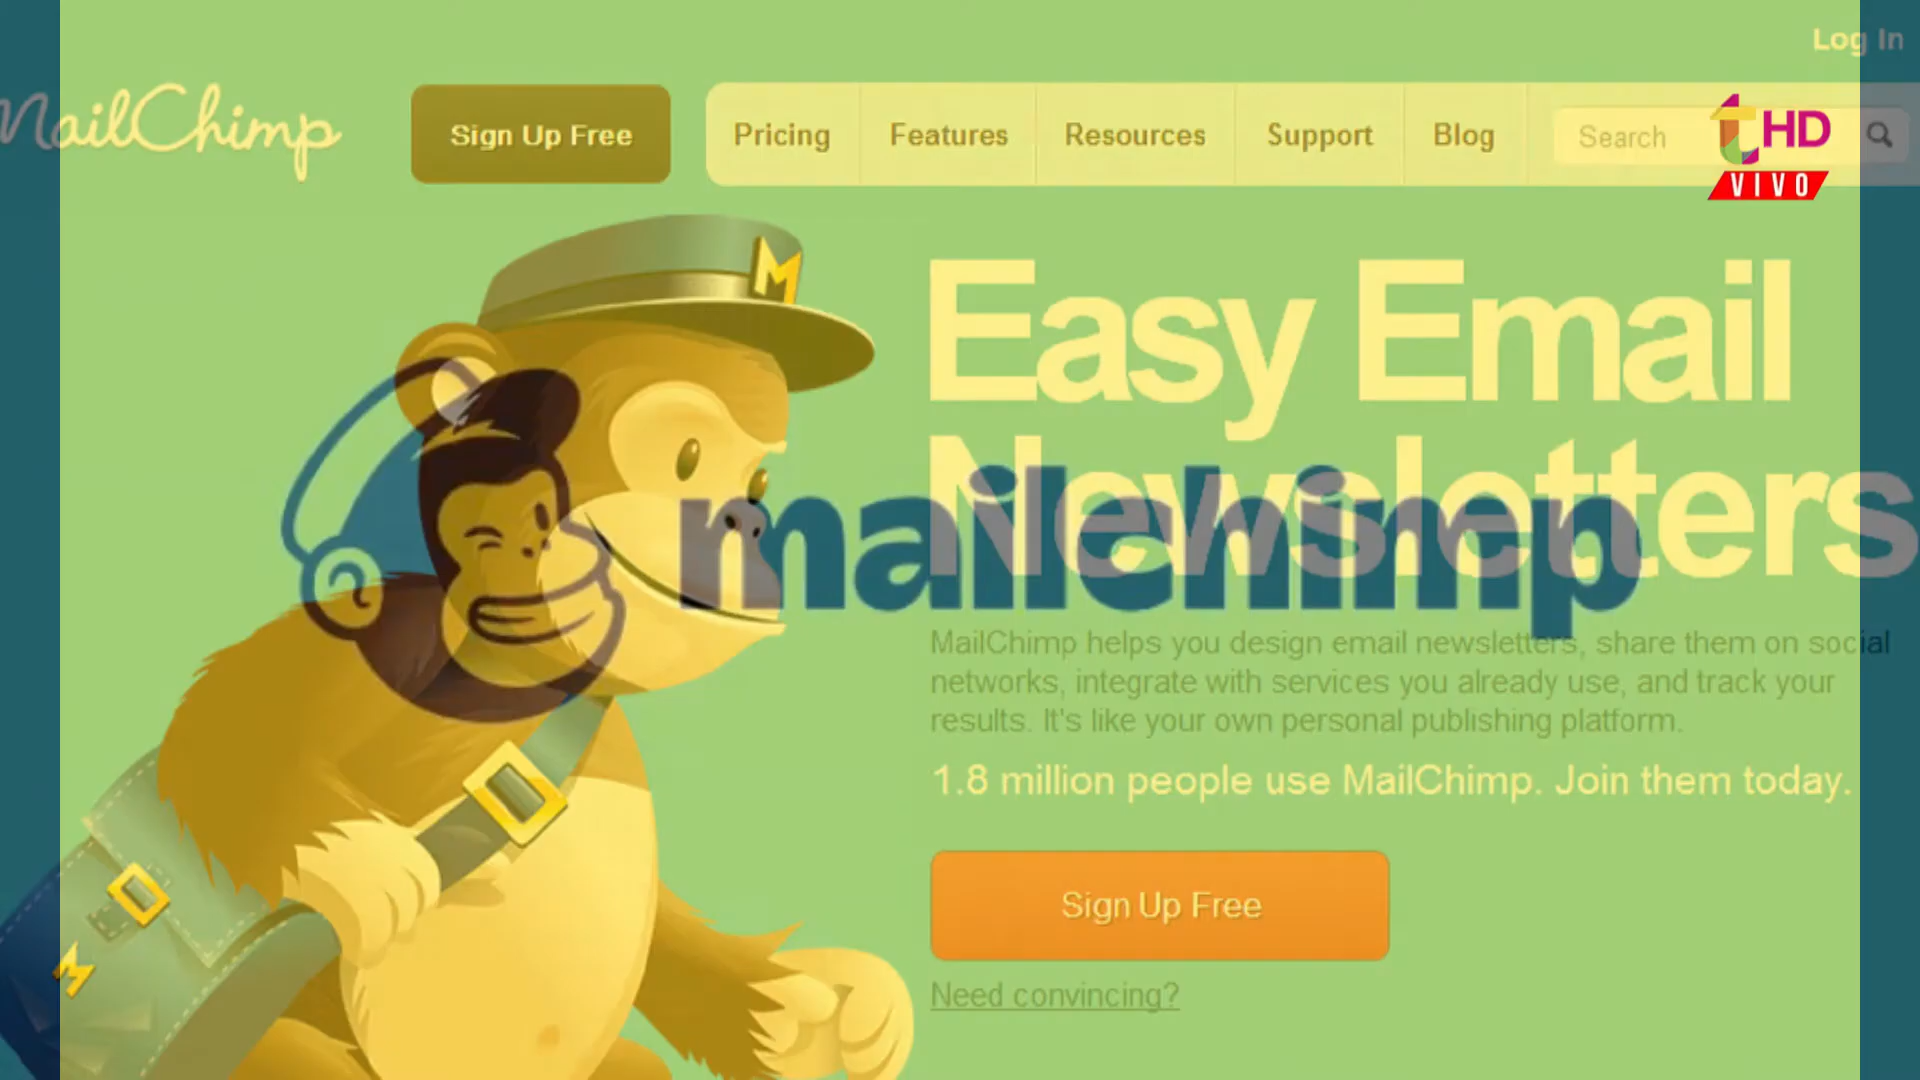 Log In
MailChimp
Sign Up Free
Pricing
Features
Resources
Support
Blog
Search
t HD
VIVO
M
Easy Email
Newsletters
mailchimp
MailChimp helps you design email newsletters, share them on social
networks, integrate with services you already use, and track your
results. It's like your own personal publishing platform.
1.8 million people use MailChimp. Join them today.
Sign Up Free
M
Need convincing?